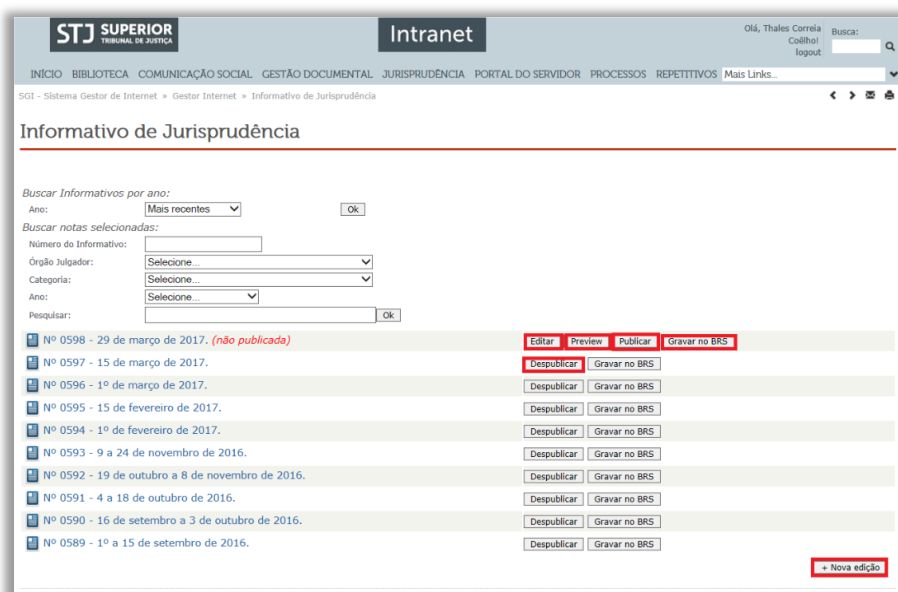 STJ SUPERIOR TRIBUNAL DE JUSTIÇA
Intranet
Olá, Thales Correia Coêlho!
logout
Busca:
INÍCIO BIBLIOTECA COMUNICAÇÃO SOCIAL GESTÃO DOCUMENTAL JURISPRUDÊNCIA PORTAL DO SERVIDOR PROCESSOS REPETITIVOS Mais Links...
SGI - Sistema Gestor de Internet » Gestor Internet » Informativo de Jurisprudência
Informativo de Jurisprudência
Buscar Informativos por ano:
Ano: Mais recentes Ok
Buscar notas selecionadas:
Número do Informativo:
Órgão Julgador: Selecione...
Categoria: Selecione...
Ano: Selecione...
Pesquisar: Ok
Nº 0598 - 29 de março de 2017. (não publicada) Editar Preview Publicar Gravar no BRS
Nº 0597 - 15 de março de 2017. Despublicar Gravar no BRS
Nº 0596 - 1º de março de 2017. Despublicar Gravar no BRS
Nº 0595 - 15 de fevereiro de 2017. Despublicar Gravar no BRS
Nº 0594 - 1º de fevereiro de 2017. Despublicar Gravar no BRS
Nº 0593 - 9 a 24 de novembro de 2016. Despublicar Gravar no BRS
Nº 0592 - 19 de outubro a 8 de novembro de 2016. Despublicar Gravar no BRS
Nº 0591 - 4 a 18 de outubro de 2016. Despublicar Gravar no BRS
Nº 0590 - 16 de setembro a 3 de outubro de 2016. Despublicar Gravar no BRS
Nº 0589 - 1º a 15 de setembro de 2016. Despublicar Gravar no BRS
+ Nova edição